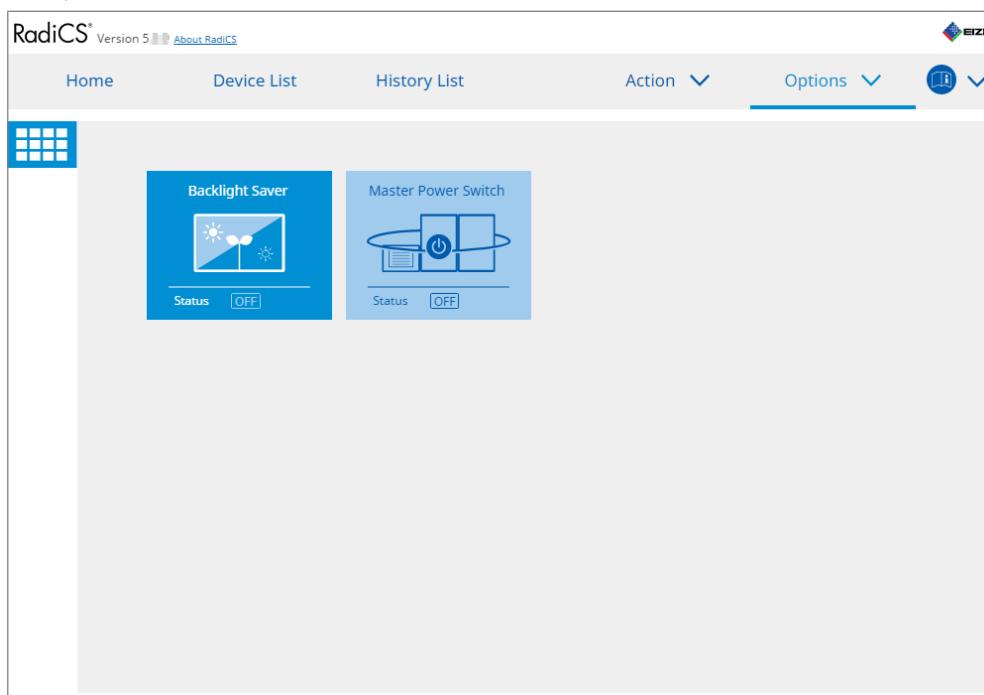 RadiCS® Version 5. About RadiCS
Home Device List History List Action Options
Backlight Saver Master Power Switch
Status OFF Status OFF